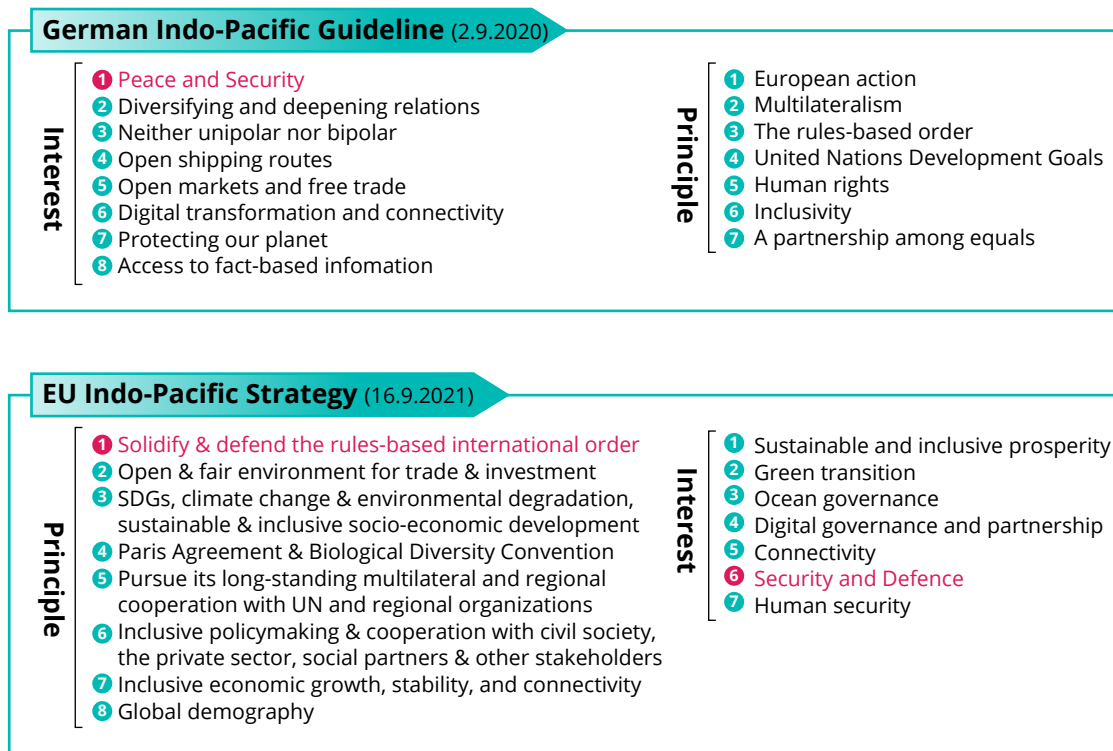 German Indo-Pacific Guideline (2.9.2020)
Interest
1 Peace and Security
2 Diversifying and deepening relations
3 Neither unipolar nor bipolar
4 Open shipping routes
5 Open markets and free trade
6 Digital transformation and connectivity
7 Protecting our planet
8 Access to fact-based infomation
Principle
1 European action
2 Multilateralism
3 The rules-based order
4 United Nations Development Goals
5 Human rights
6 Inclusivity
7 A partnership among equals
EU Indo-Pacific Strategy (16.9.2021)
Principle
1 Solidify & defend the rules-based international order
2 Open & fair environment for trade & investment
3 SDGs, climate change & environmental degradation,
sustainable & inclusive socio-economic development
4 Paris Agreement & Biological Diversity Convention
5 Pursue its long-standing multilateral and regional
cooperation with UN and regional organizations
6 Inclusive policymaking & cooperation with civil society,
the private sector, social partners & other stakeholders
7 Inclusive economic growth, stability, and connectivity
8 Global demography
Interest
1 Sustainable and inclusive prosperity
2 Green transition
3 Ocean governance
4 Digital governance and partnership
5 Connectivity
6 Security and Defence
7 Human security